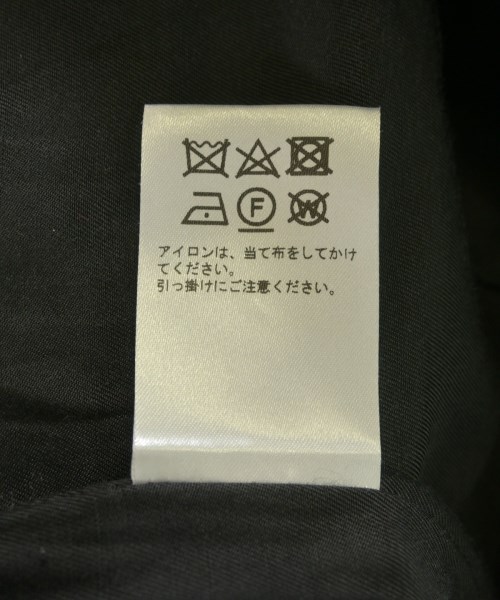 F W
アイロンは、当て布をしてかけ
てください。
引っ掛けにご注意ください。